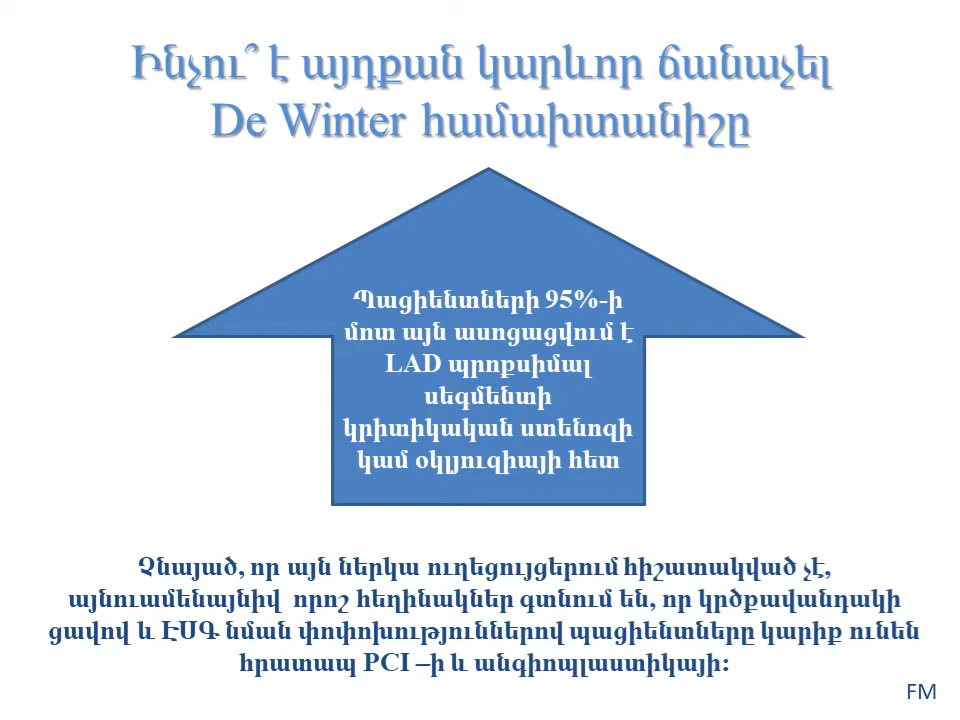 Ինչու՞ է այդքան կարևոր ճանաչել
De Winter համախտանիշը
Պացիենտների 95%-ի
մոտ այն ասոցացվում է
LAD պրոքսիմալ
սեգմենտի
կրիտիկական ստենոզի
կամ օկլյուզիայի հետ
Չնայած, որ այն ներկա ուղեցույցերում հիշատակված չէ,
այնուամենայնիվ որոշ հեղինակներ գտնում են, որ կրծքավանդակի
ցավով և ԷՍԳ նման փոփոխություններով պացիենտները կարիք ունեն
հրատապ PCI –ի և անգիոպլաստիկայի:
FM